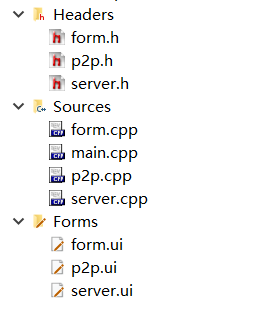 Headers
form.h
p2p.h
server.h
Sources
form.cpp
main.cpp
p2p.cpp
server.cpp
Forms
form.ui
p2p.ui
server.ui